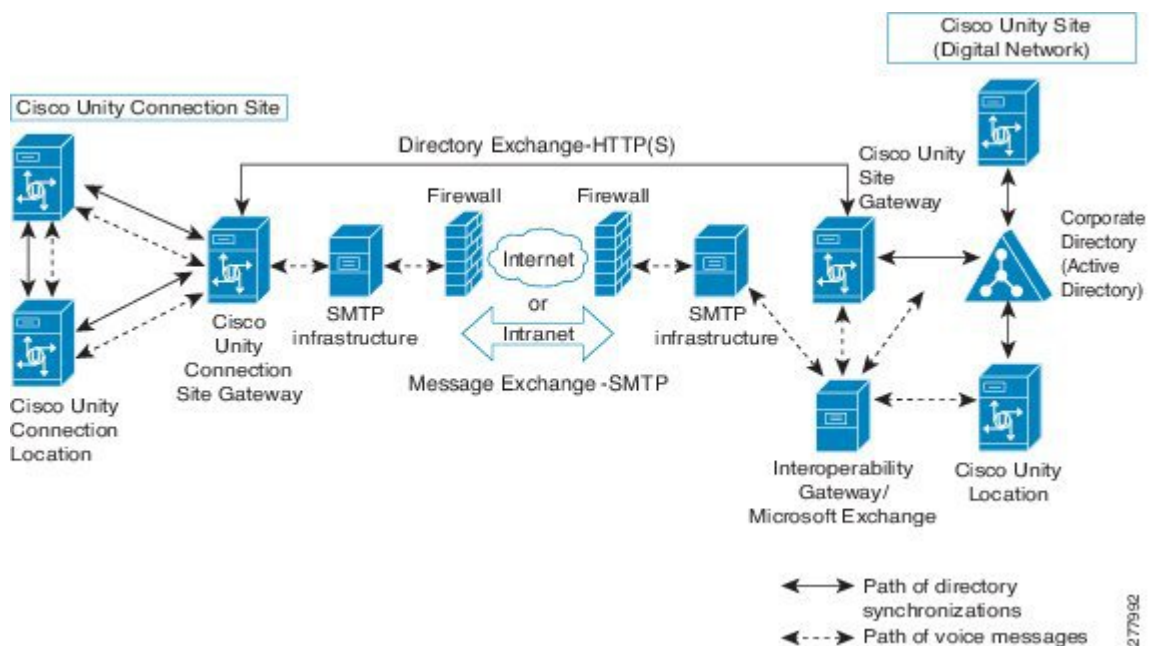 Cisco Unity Site
(Digital Network)
Cisco Unity Connection Site
Directory Exchange-HTTP(S)
Cisco Unity
Site
Gateway
Firewall
Firewall
Corporate
Directory
(Active
Directory)
Internet
or
Intranet
SMTP
infrastructure
SMTP
infrastructure
Cisco
Unity
Connection
Site Gateway
Message Exchange -SMTP
Cisco Unity
Connection
Location
Interoperability
Gateway/
Microsoft Exchange
Cisco Unity
Location
Path of directory
synchronizations
Path of voice messages
277992